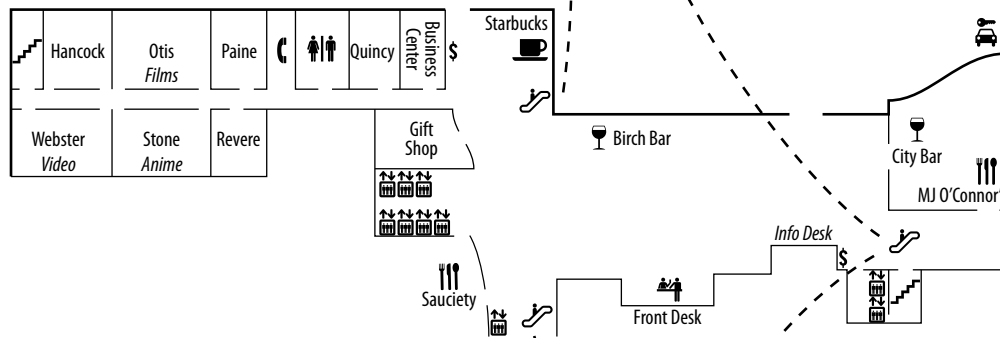 Hancock
Otis
Films
Paine
Quincy
Business
Center
$
Starbucks
Webster
Video
Stone
Anime
Revere
Gift
Shop
Birch Bar
City Bar
MJ O'Connor'
Info Desk
$
Sauciety
Front Desk